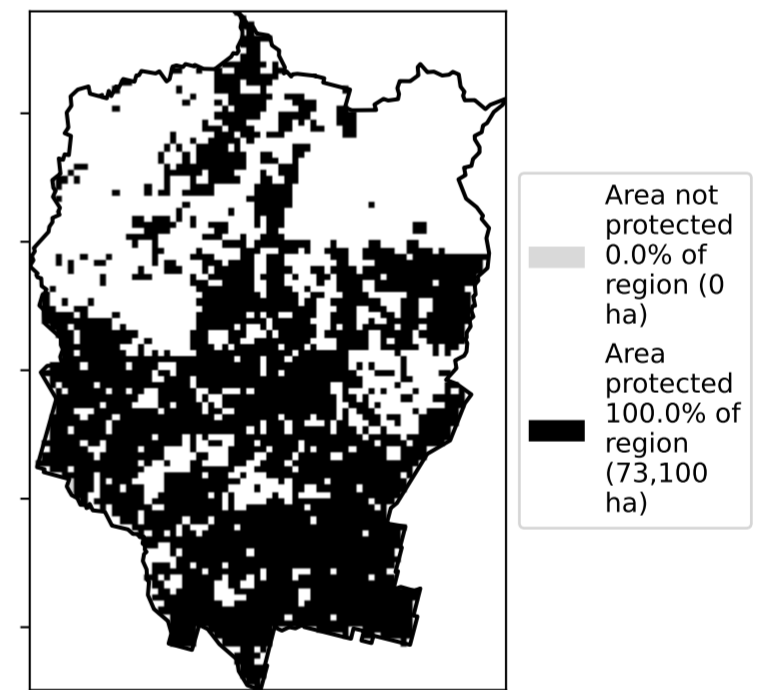 Area not
protected
0.0% of
region (0
ha)
Area
protected
100.0% of
region
(73,100
ha)